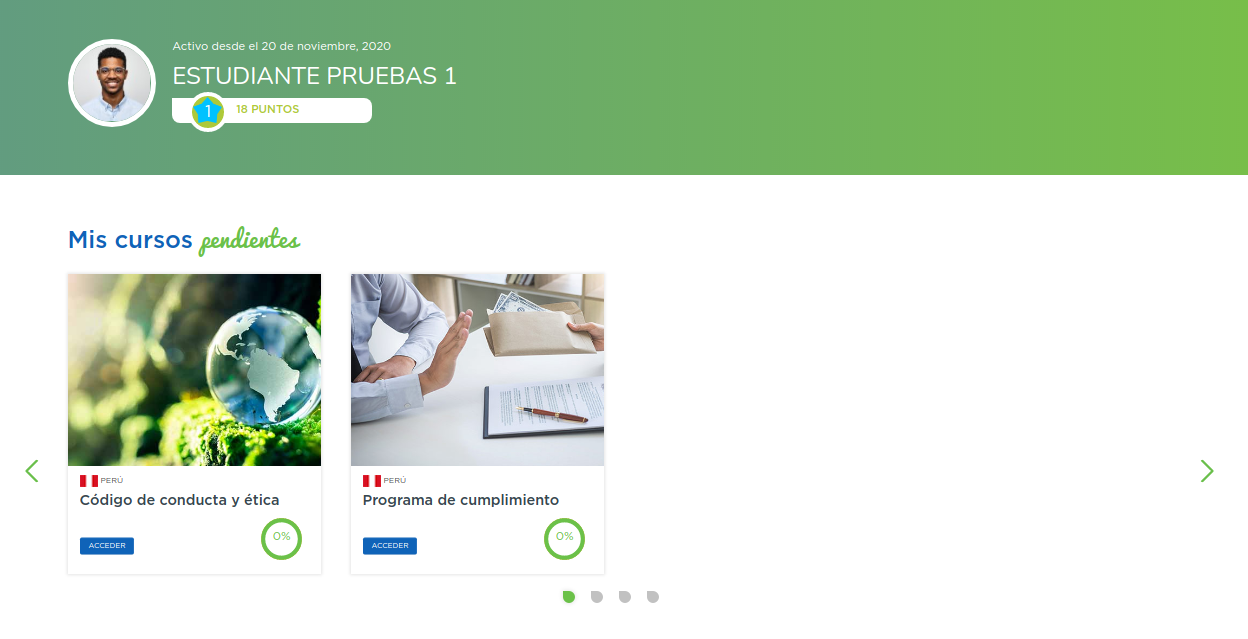 Activo desde el 20 de noviembre, 2020
ESTUDIANTE PRUEBAS 1
1
18 PUNTOS
Mis cursos pendientes
PERÚ
Código de conducta y ética
0%
ACCEDER
PERÚ
Programa de cumplimiento
0%
ACCEDER